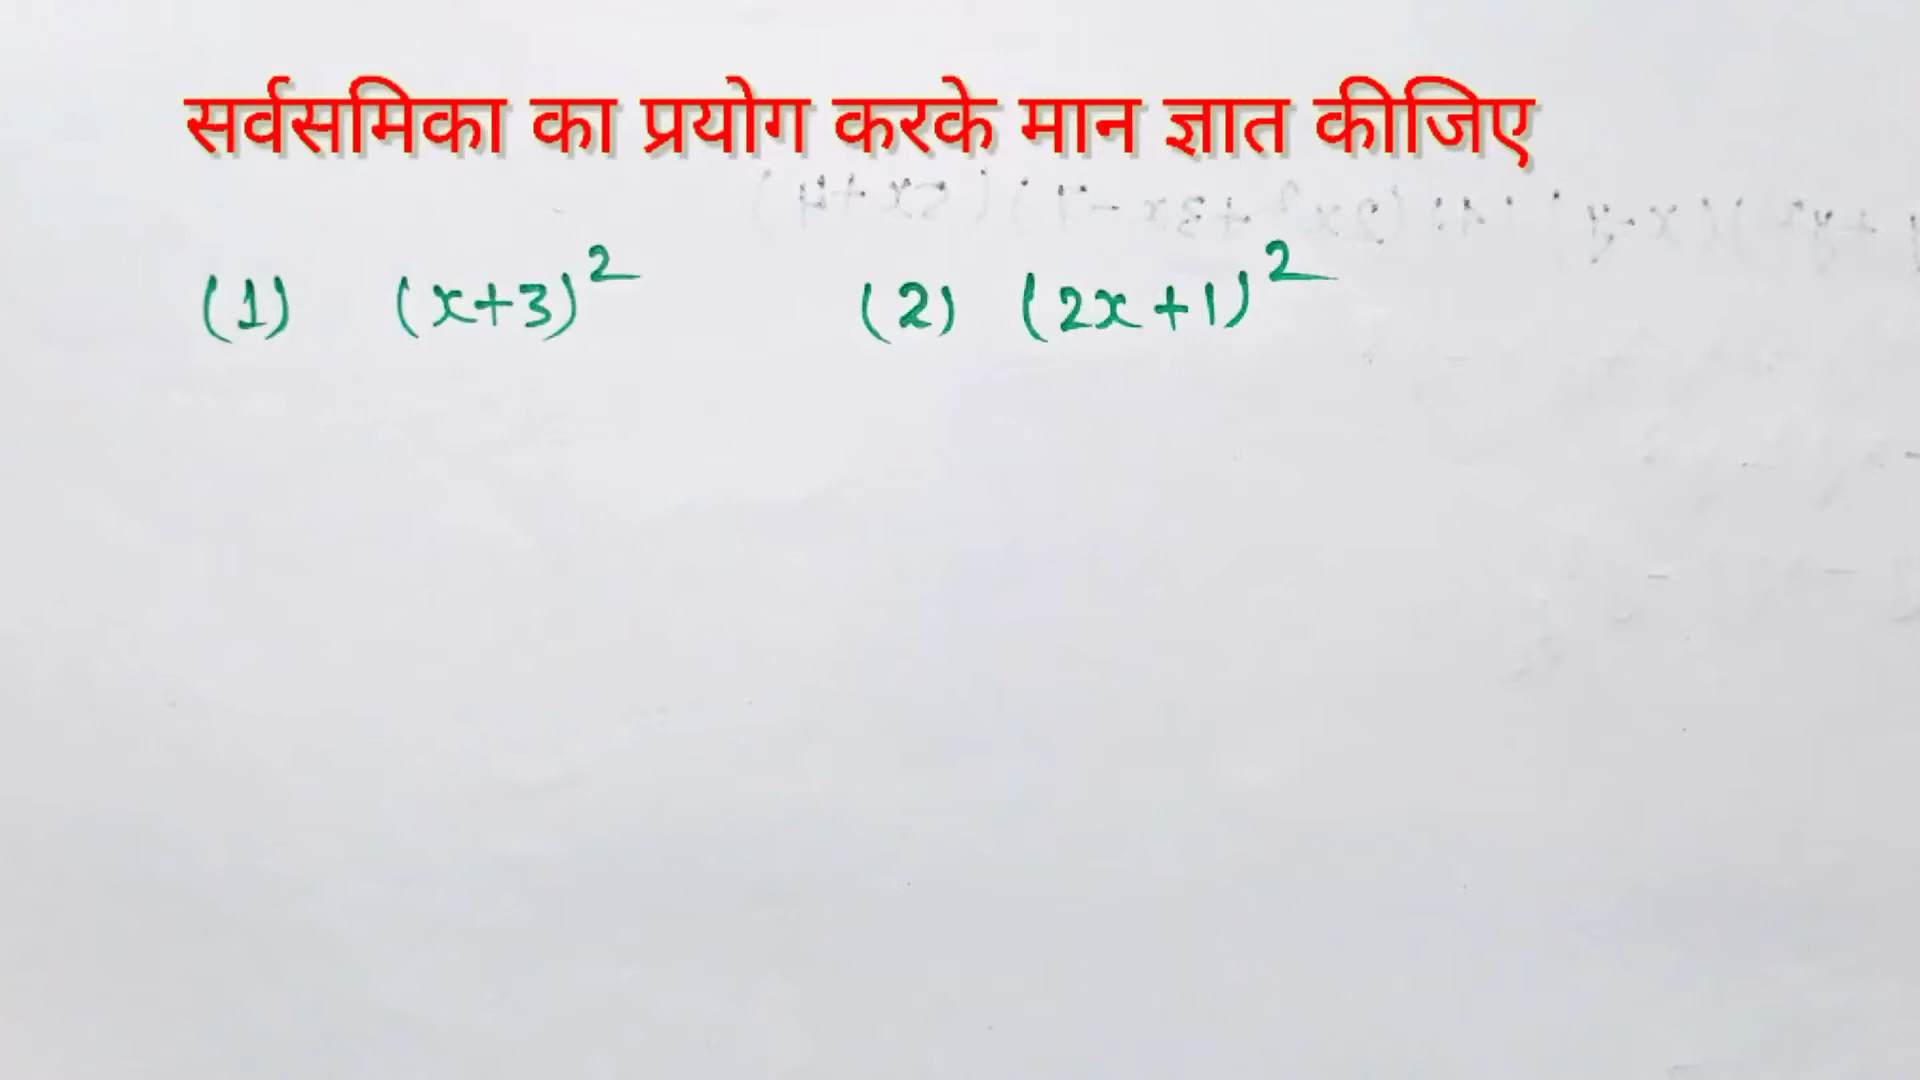 सर्वसमिका का प्रयोग करके मान ज्ञात कीजिए
(1) (x+3)² (2) (2x+1)²